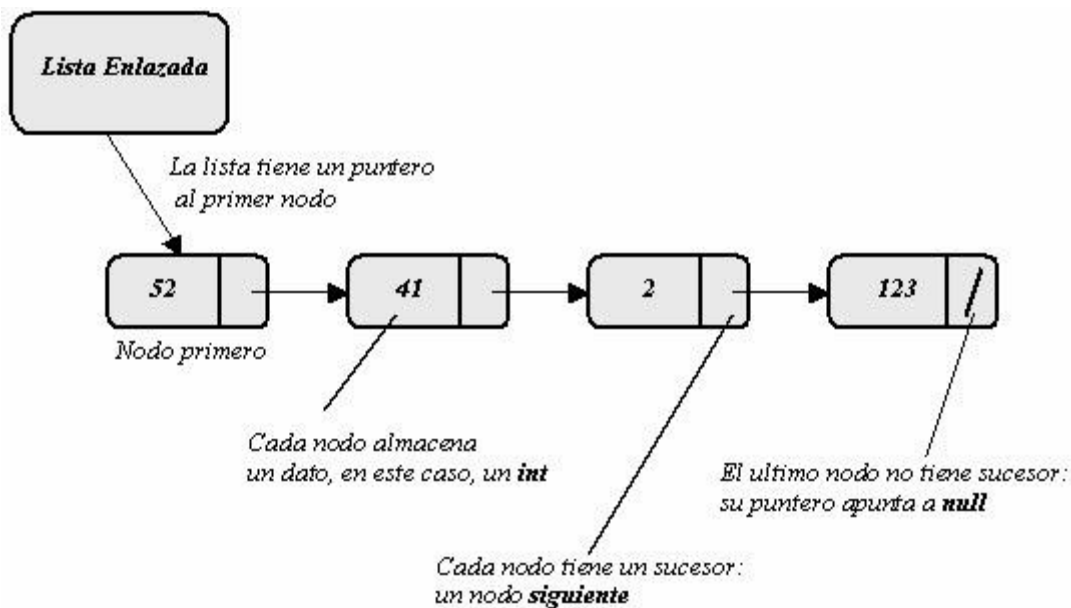 Lista Enlazada
La lista tiene un puntero
al primer nodo
52
41
2
123
Nodo primero
Cada nodo almacena
un dato, en este caso, un int
El ultimo nodo no tiene sucesor:
su puntero apunta a null
Cada nodo tiene un sucesor:
un nodo siguiente